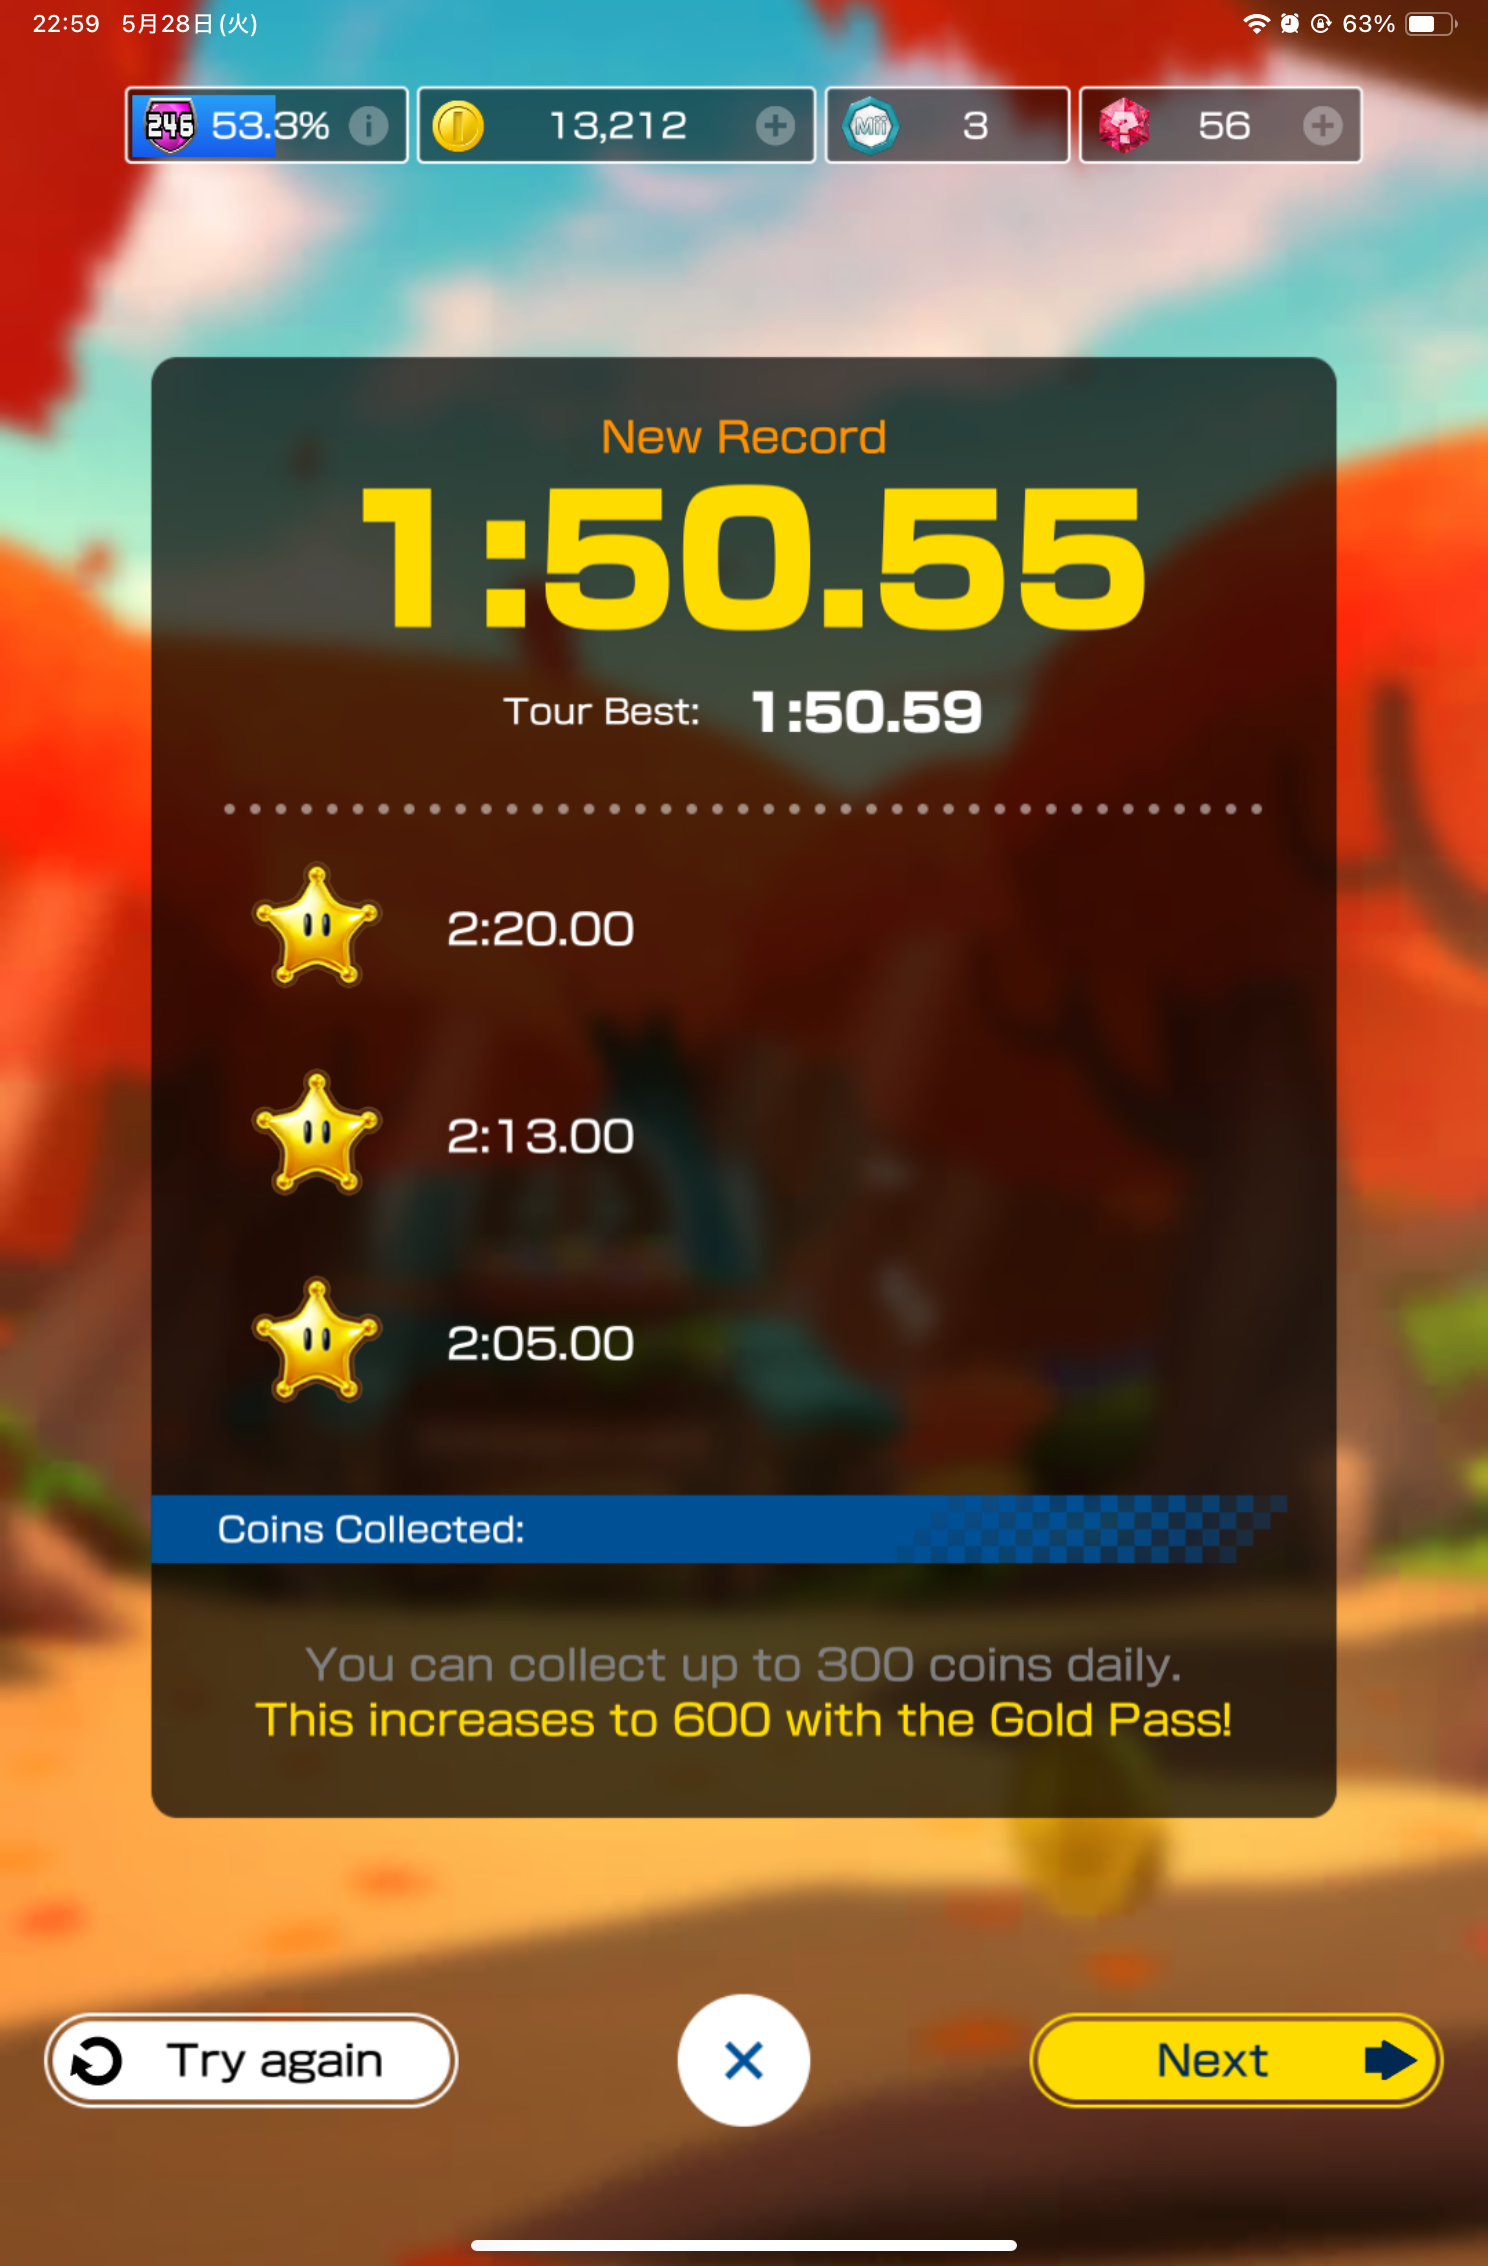 22:59 5月28日(火) 63%
246 53.3% i 13,212 + Mii 3 56 +
New Record
1:50.55
Tour Best: 1:50.59
2:20.00
2:13.00
2:05.00
Coins Collected:
You can collect up to 300 coins daily.
This increases to 600 with the Gold Pass!
Try again × Next